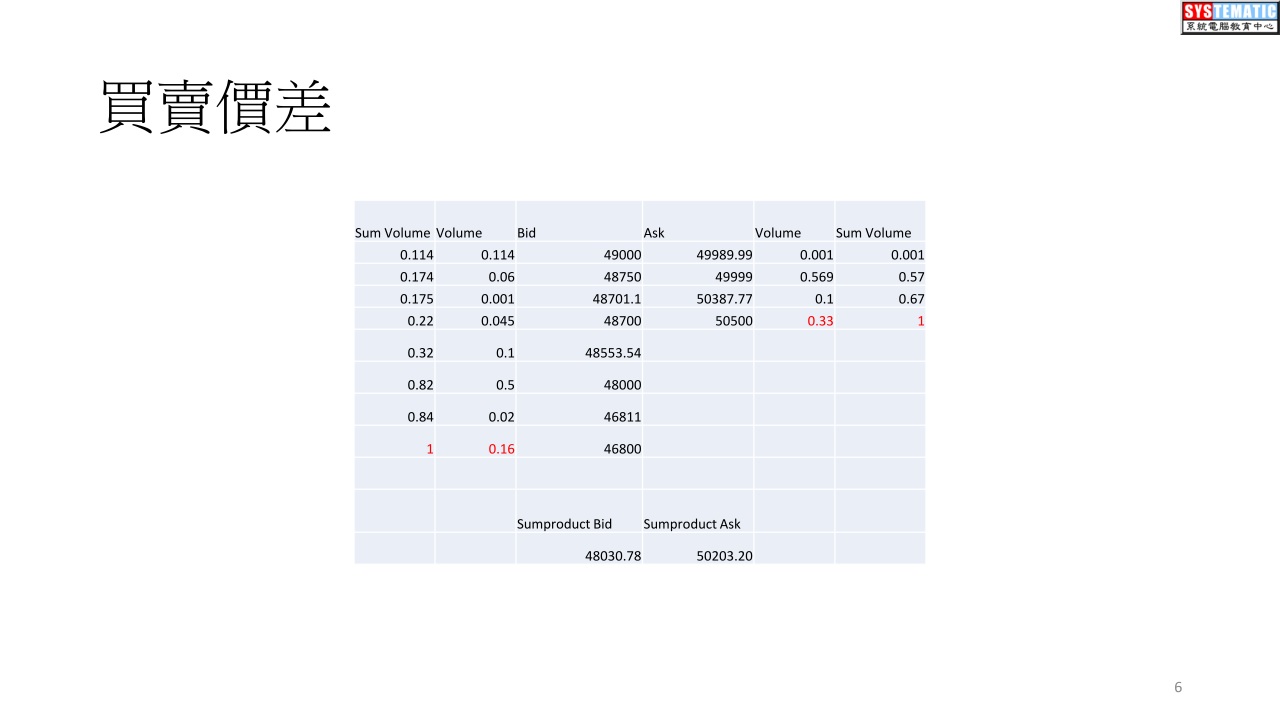 SYSTEMATIC
系統電腦教育中心
買賣價差
Sum Volume Volume Bid Ask Volume Sum Volume
0.114 0.114 49000 49989.99 0.001 0.001
0.174 0.06 48750 49999 0.569 0.57
0.175 0.001 48701.1 50387.77 0.1 0.67
0.22 0.045 48700 50500 0.33 1
0.32 0.1 48553.54
0.82 0.5 48000
0.84 0.02 46811
1 0.16 46800
Sumproduct Bid Sumproduct Ask
48030.78 50203.20
6